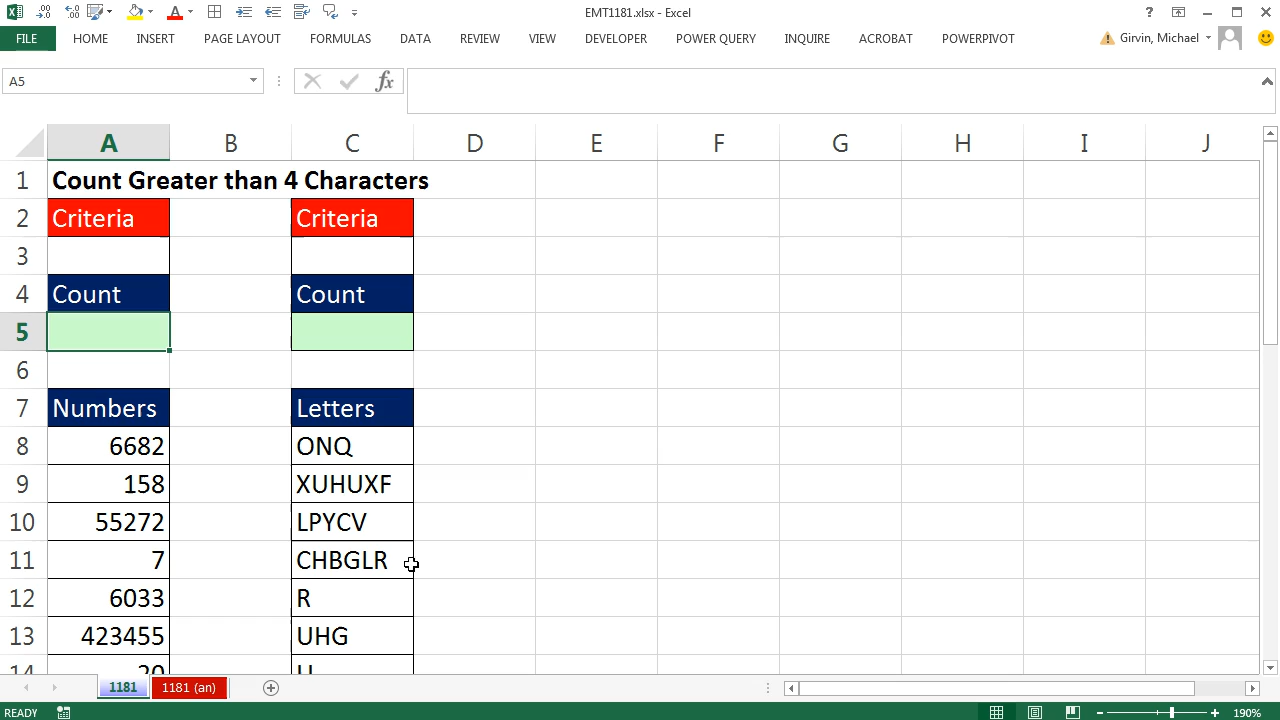 EMT1181.xlsx - Excel
?
FILE HOME INSERT PAGE LAYOUT FORMULAS DATA REVIEW VIEW DEVELOPER POWER QUERY INQUIRE ACROBAT POWERPIVOT Girvin, Michael
A5 fx
A B C D E F G H I J
1 Count Greater than 4 Characters
2 Criteria Criteria
3
4 Count Count
5
6
7 Numbers Letters
8 6682 ONQ
9 158 XUHUXF
10 55272 LPYCV
11 7 CHBGLR
12 6033 R
13 423455 UHG
14 20
1181 1181 (an)
READY 190%